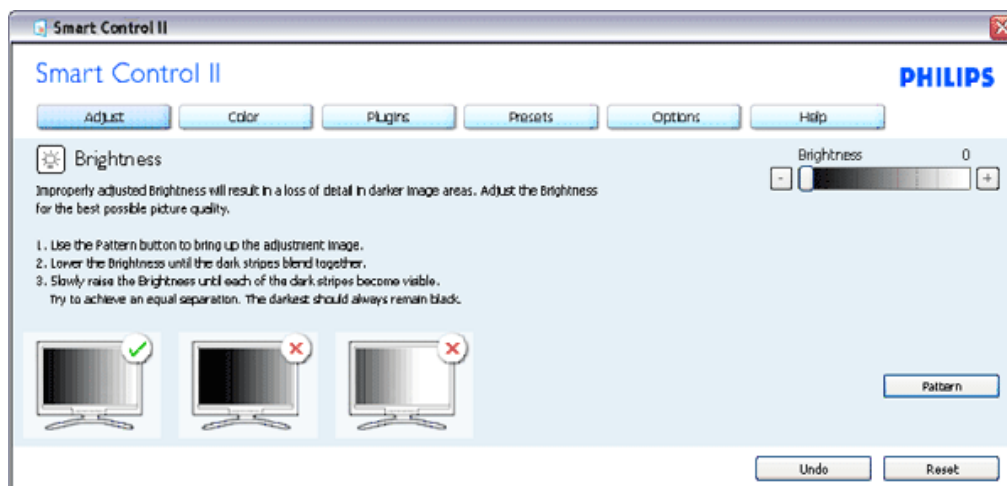 Smart Control II
Smart Control II
PHILIPS
Adjust Color Plugins Presets Options Help
Brightness
Brightness 0
Improperly adjusted Brightness will result in a loss of detail in darker image areas. Adjust the Brightness
for the best possible picture quality.
1. Use the Pattern button to bring up the adjustment image.
2. Lower the Brightness until the dark stripes blend together.
3. Slowly raise the Brightness until each of the dark stripes become visible.
Try to achieve an equal separation. The darkest should always remain black.
Pattern
Undo Reset